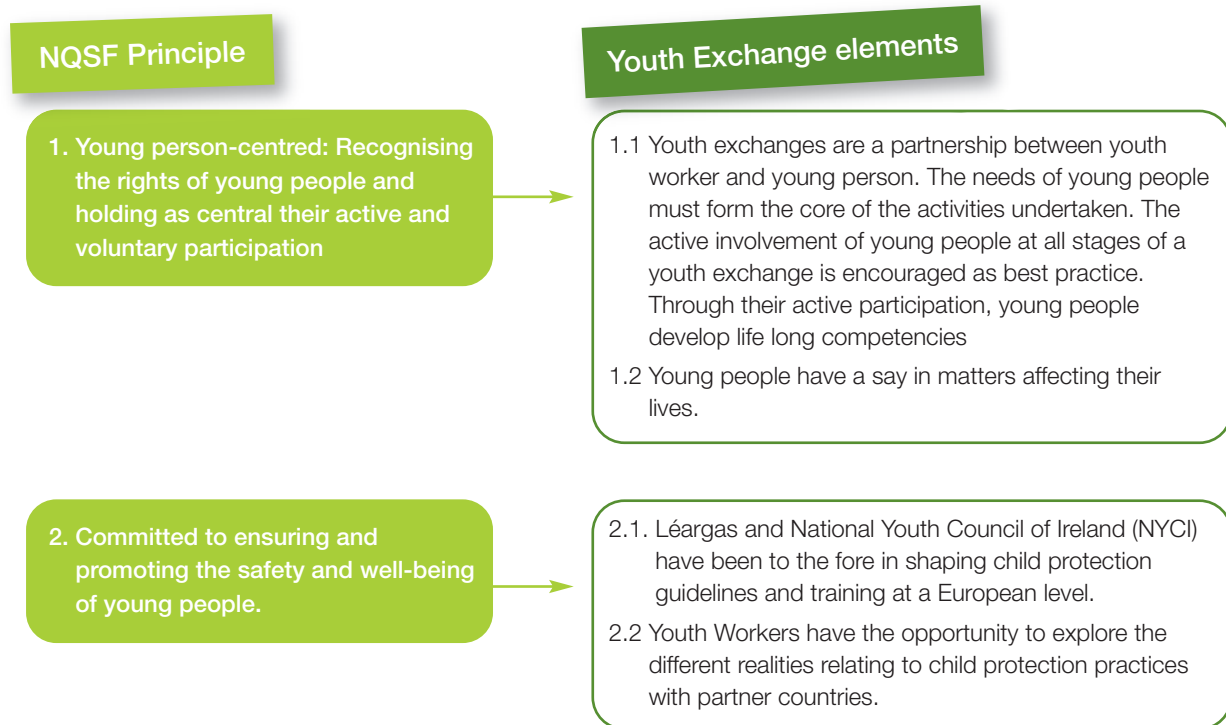 NQSF Principle
Youth Exchange elements
1. Young person-centred: Recognising
the rights of young people and
holding as central their active and
voluntary participation
1.1 Youth exchanges are a partnership between youth
worker and young person. The needs of young people
must form the core of the activities undertaken. The
active involvement of young people at all stages of a
youth exchange is encouraged as best practice.
Through their active participation, young people
develop life long competencies
1.2 Young people have a say in matters affecting their
lives.
2. Committed to ensuring and
promoting the safety and well-being
of young people.
2.1. Léargas and National Youth Council of Ireland (NYCI)
have been to the fore in shaping child protection
guidelines and training at a European level.
2.2 Youth Workers have the opportunity to explore the
different realities relating to child protection practices
with partner countries.